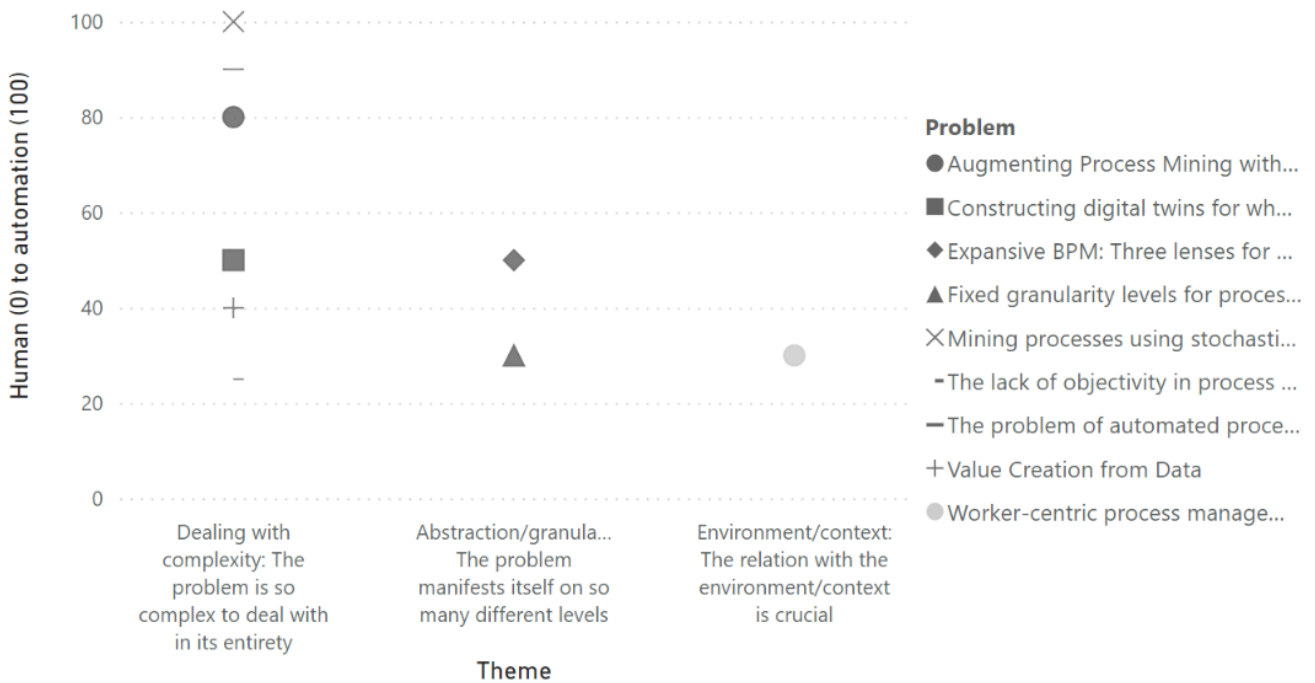 100
80
60
40
20
0
Human (0) to automation (100)
Dealing with
complexity: The
problem is so
complex to deal with
in its entirety
Abstraction/granula...
The problem
manifests itself on so
many different levels
Environment/context:
The relation with the
environment/context
is crucial
Theme
Problem
Augmenting Process Mining with...
Constructing digital twins for wh...
Expansive BPM: Three lenses for ...
Fixed granularity levels for proces...
Mining processes using stochasti...
The lack of objectivity in process ...
The problem of automated proce...
Value Creation from Data
Worker-centric process manage...